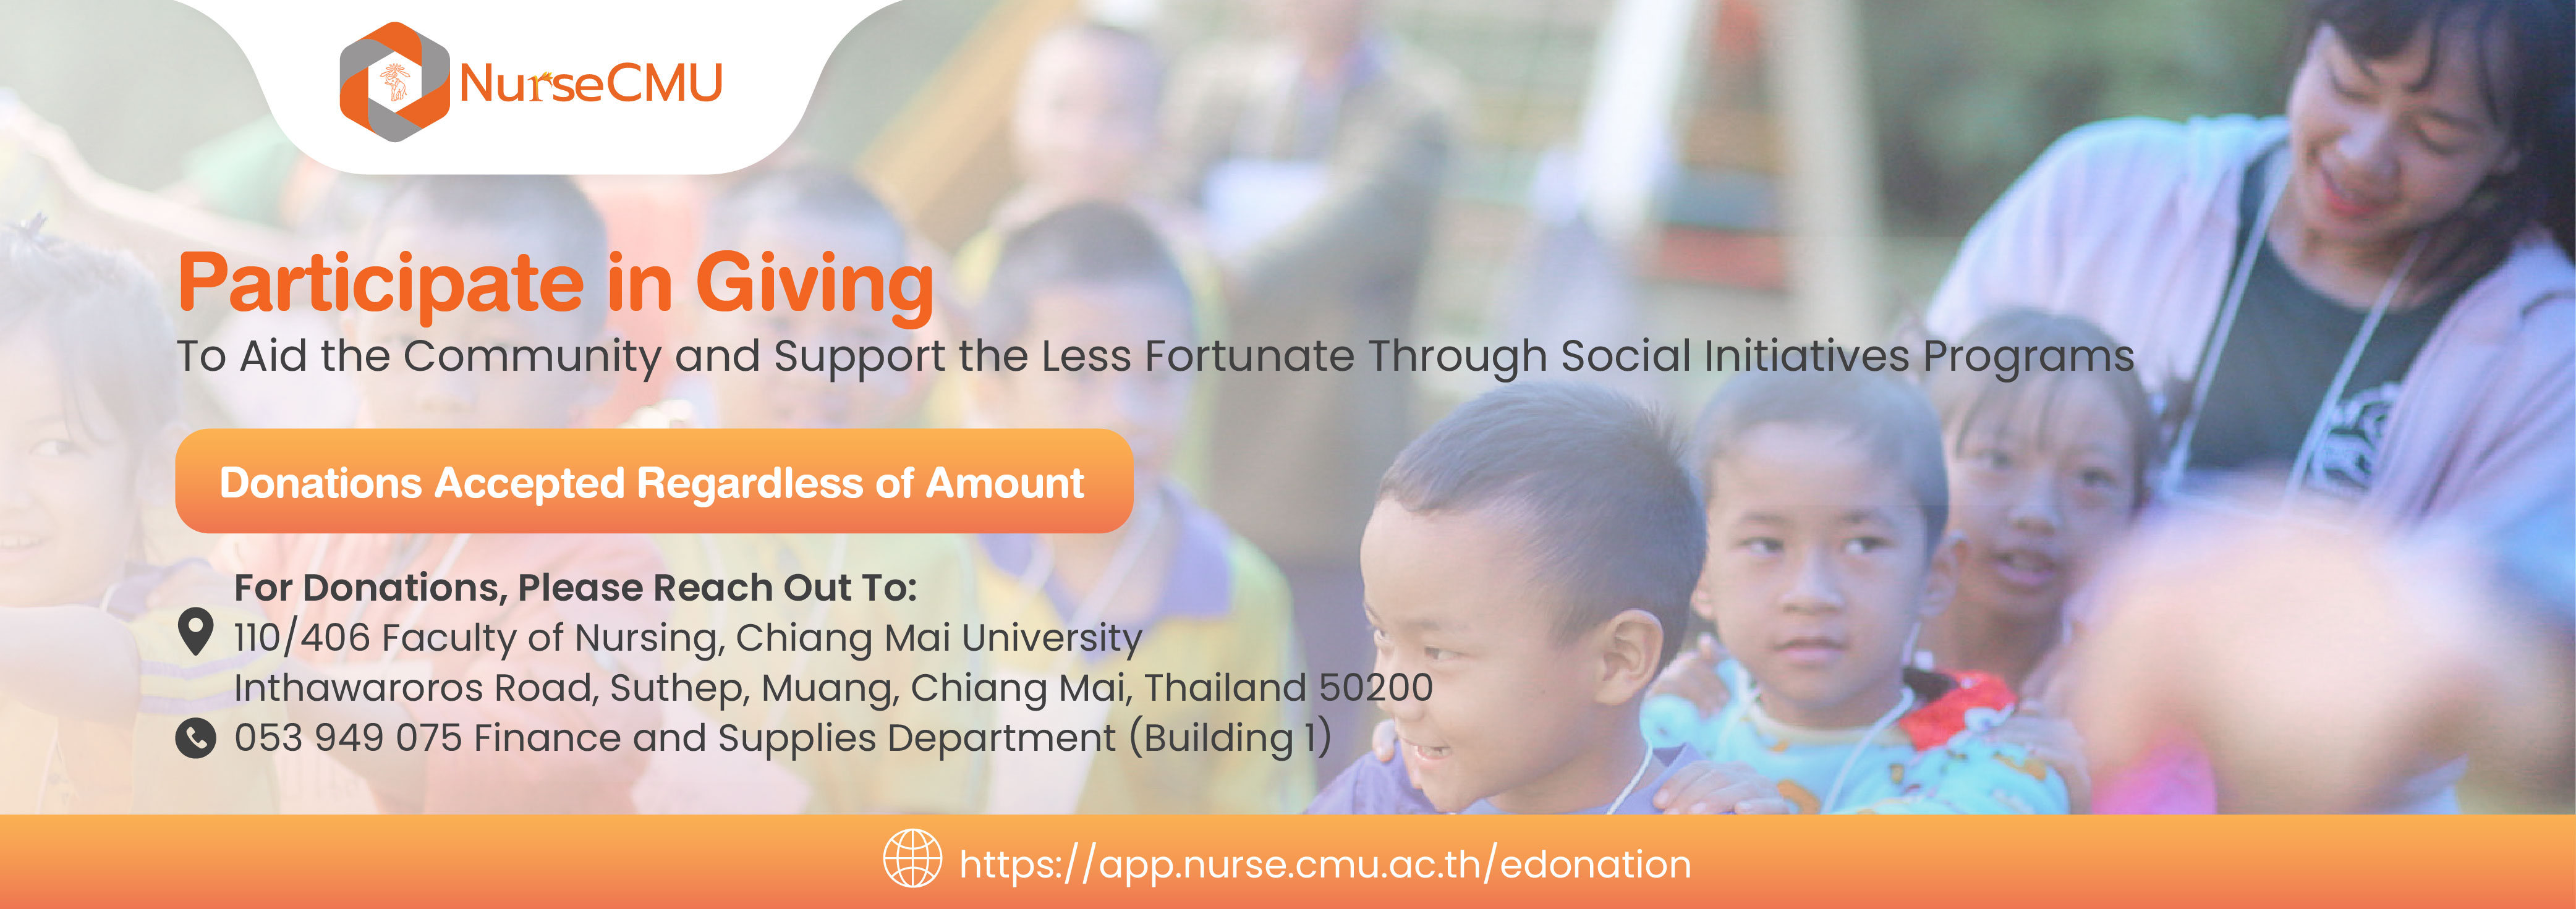 NurseCMU
Participate in Giving
To Aid the Community and Support the Less Fortunate Through Social Initiatives Programs
Donations Accepted Regardless of Amount
For Donations, Please Reach Out To:
110/406 Faculty of Nursing, Chiang Mai University
Inthawaroros Road, Suthep, Muang, Chiang Mai, Thailand 50200
053 949 075 Finance and Supplies Department (Building 1)
https://app.nurse.cmu.ac.th/edonation